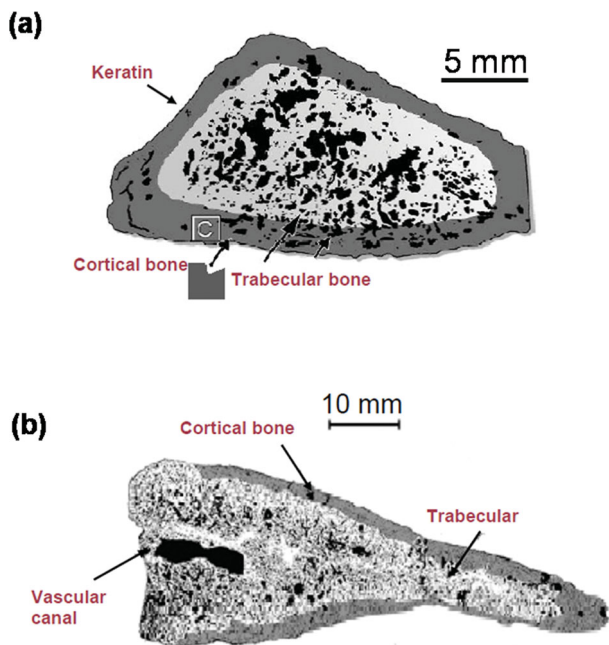 (a)
Keratin
5 mm
C
Cortical bone
Trabecular bone
(b)
10 mm
Cortical bone
Trabecular
Vascular
canal